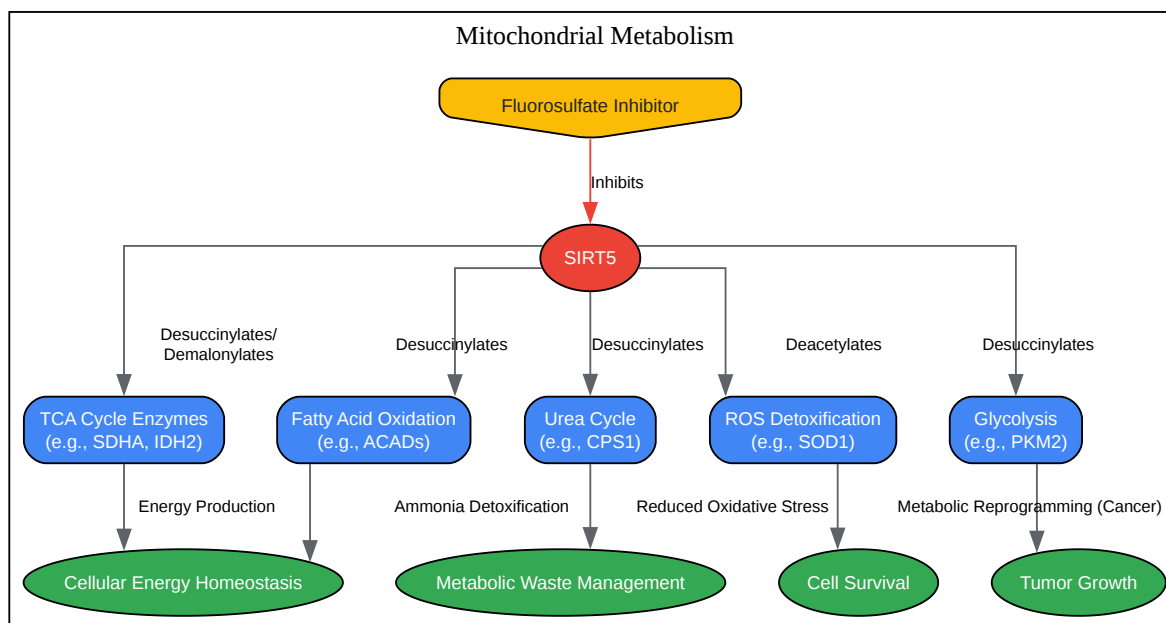 Mitochondrial Metabolism
Fluorosulfate Inhibitor
Inhibits
SIRT5
Desuccinylates/
Demalonylates
Desuccinylates
Desuccinylates
Deacetylates
Desuccinylates
TCA Cycle Enzymes
(e.g., SDHA, IDH2)
Fatty Acid Oxidation
(e.g., ACADs)
Urea Cycle
(e.g., CPS1)
ROS Detoxification
(e.g., SOD1)
Glycolysis
(e.g., PKM2)
Energy Production
Ammonia Detoxification
Reduced Oxidative Stress
Metabolic Reprogramming (Cancer)
Cellular Energy Homeostasis
Metabolic Waste Management
Cell Survival
Tumor Growth